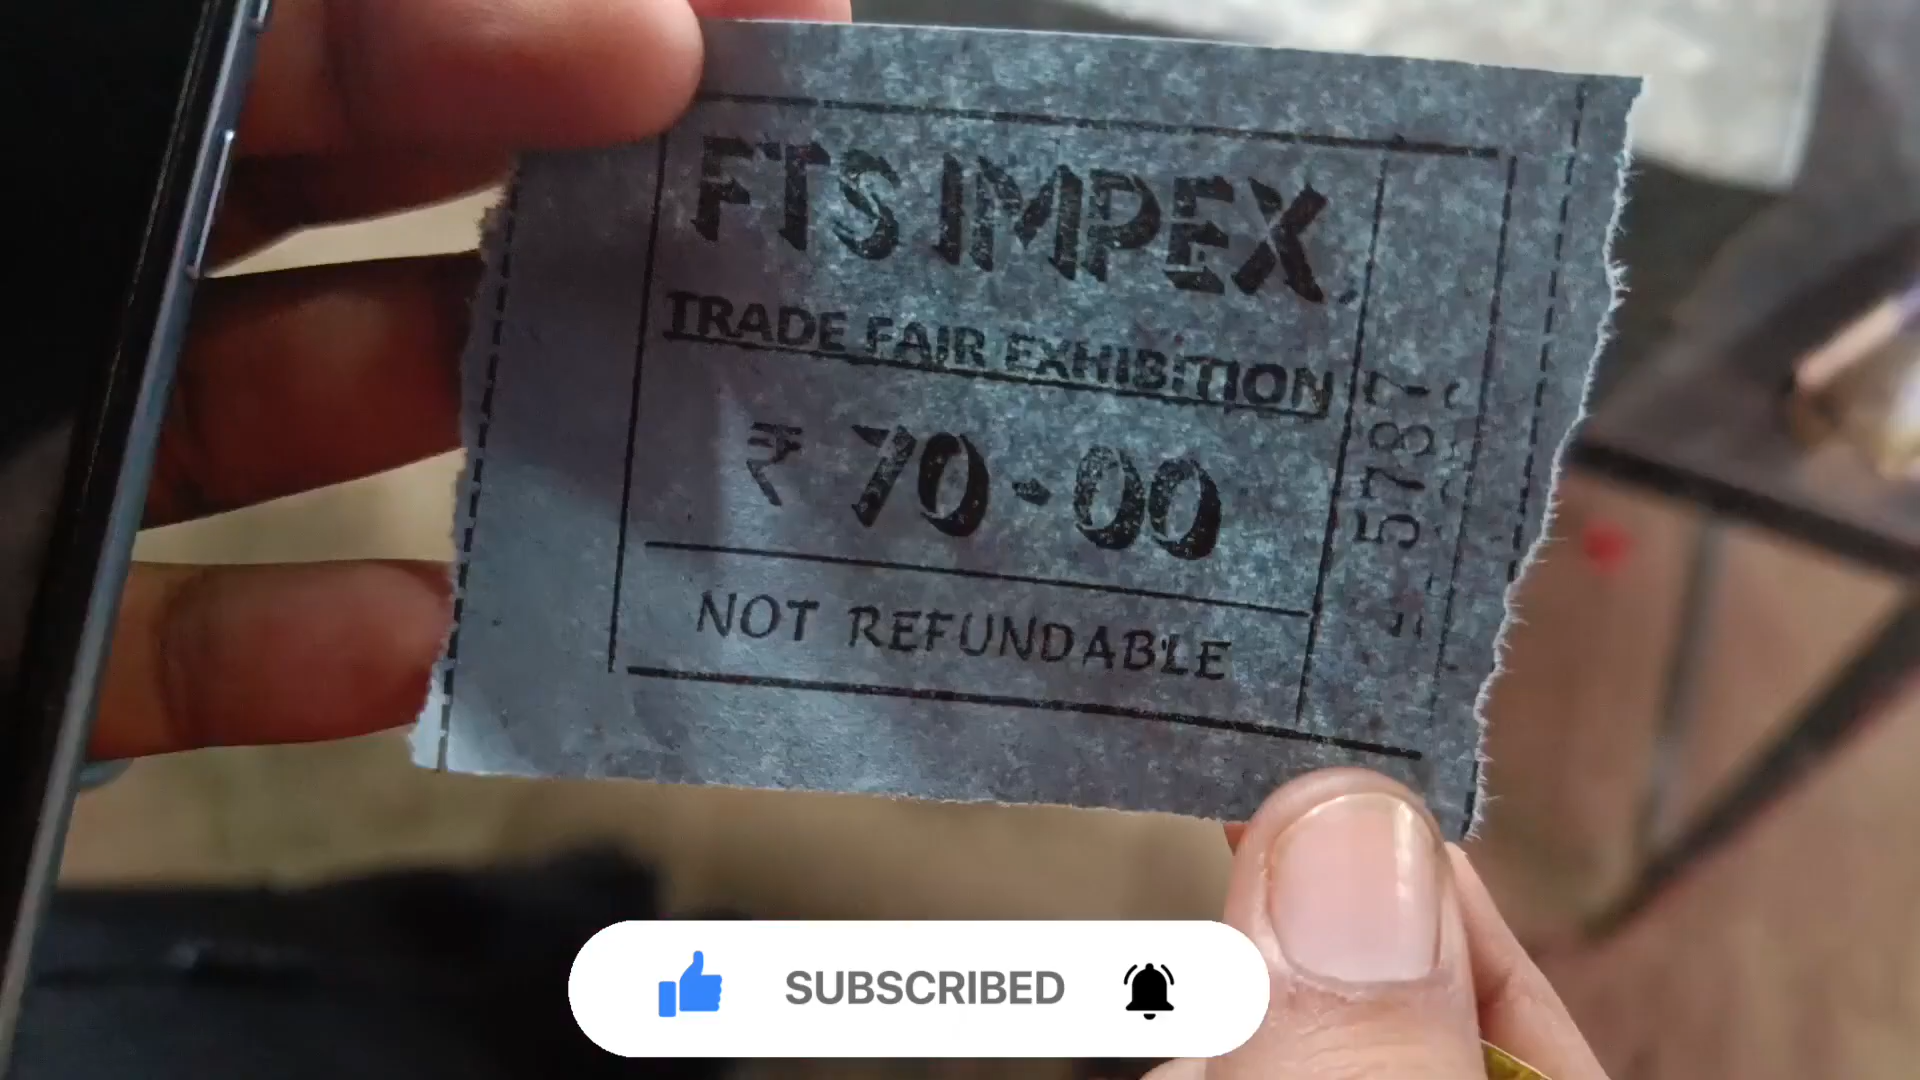 FTS IMPEX
TRADE FAIR EXHIBITION
₹ 70-00
NOT REFUNDABLE
5787
SUBSCRIBED